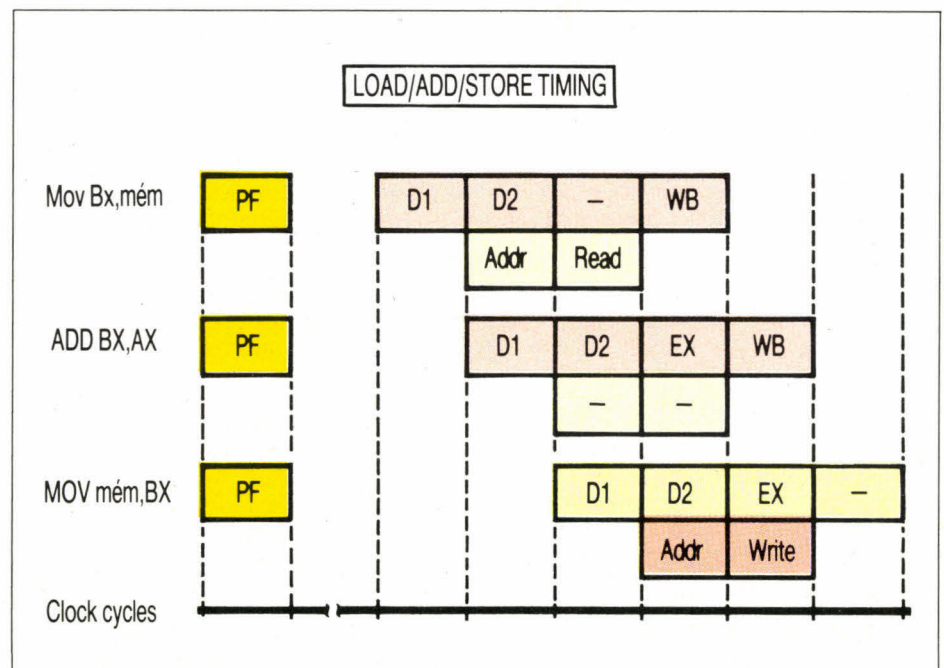 LOAD/ADD/STORE TIMING
Mov Bx,mém PF D1 D2 – WB
Addr Read
ADD BX,AX PF D1 D2 EX WB
– –
MOV mém,BX PF D1 D2 EX –
Addr Write
Clock cycles